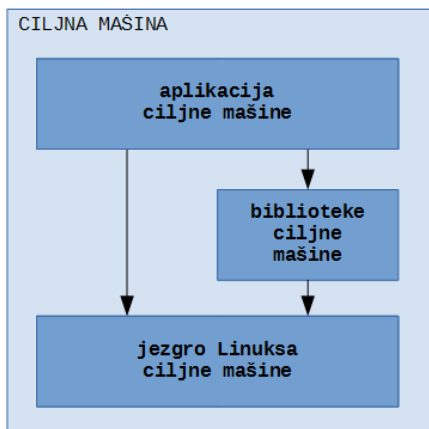 CILJNA MAŠINA
aplikacija
ciljne mašine
biblioteke
ciljne
mašine
jezgro Linuksa
ciljne mašine